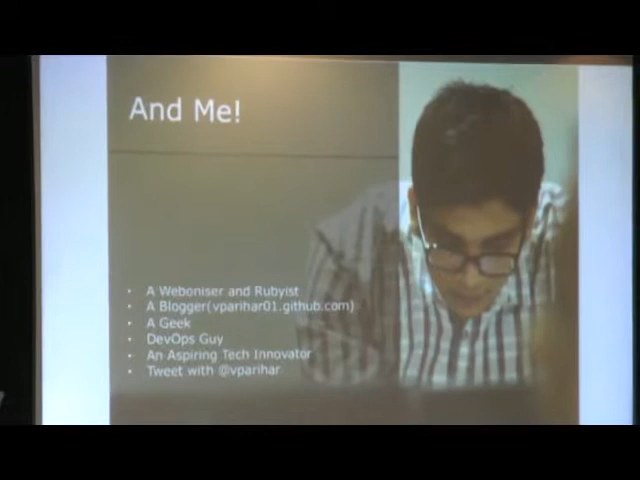 And Me!
• A Weboniser and Rubyist
• A Blogger(vparihar01.github.com)
• A Geek
• DevOps Guy
• An Aspiring Tech Innovator
• Tweet with @vparihar